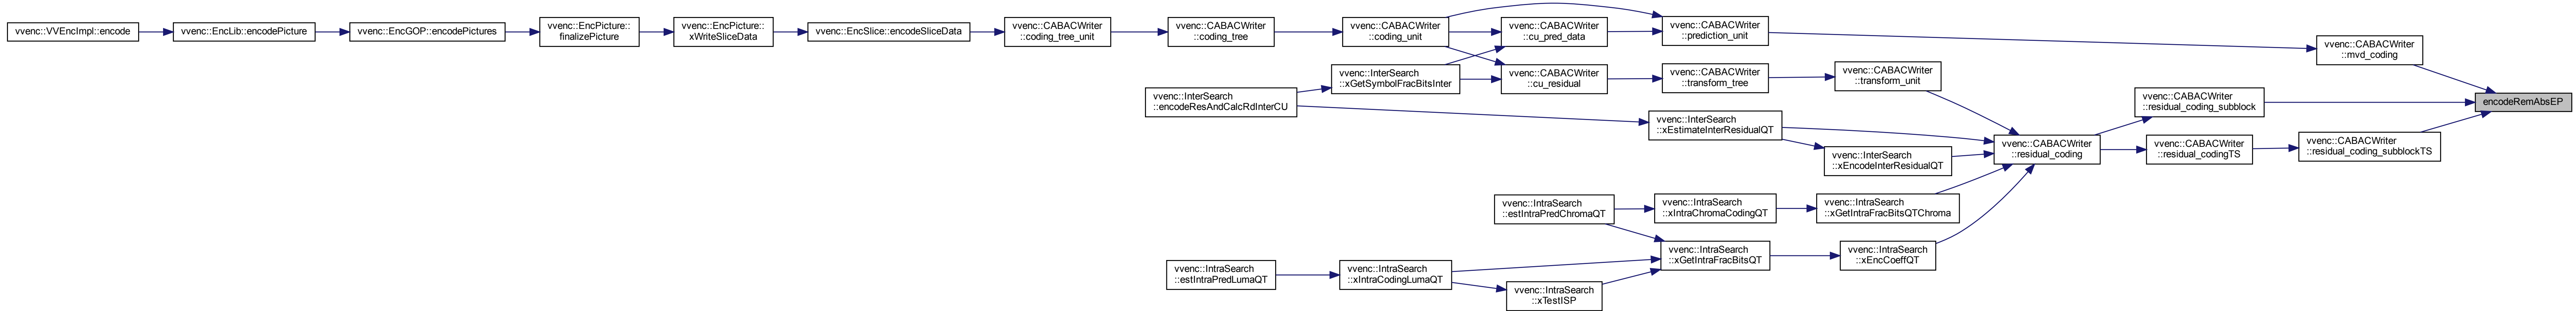 vvenc::VVEncImpl::encode
vvenc::EncLib::encodePicture
vvenc::EncGOP::encodePictures
vvenc::EncPicture::
finalizePicture
vvenc::EncPicture::
xWriteSliceData
vvenc::EncSlice::encodeSliceData
vvenc::CABACWriter
::coding_tree_unit
vvenc::CABACWriter
::coding_tree
vvenc::CABACWriter
::coding_unit
vvenc::CABACWriter
::cu_pred_data
vvenc::CABACWriter
::prediction_unit
vvenc::CABACWriter
::mvd_coding
vvenc::InterSearch
::xGetSymbolFracBitsInter
vvenc::CABACWriter
::cu_residual
vvenc::CABACWriter
::transform_tree
vvenc::CABACWriter
::transform_unit
vvenc::InterSearch
::encodeResAndCalcRdInterCU
vvenc::CABACWriter
::residual_coding_subblock
encodeRemAbsEP
vvenc::InterSearch
::xEstimateInterResidualQT
vvenc::InterSearch
::xEncodeInterResidualQT
vvenc::CABACWriter
::residual_coding
vvenc::CABACWriter
::residual_codingTS
vvenc::CABACWriter
::residual_coding_subblockTS
vvenc::IntraSearch
::estIntraPredChromaQT
vvenc::IntraSearch
::xIntraChromaCodingQT
vvenc::IntraSearch
::xGetIntraFracBitsQTChroma
vvenc::IntraSearch
::xGetIntraFracBitsQT
vvenc::IntraSearch
::xEncCoeffQT
vvenc::IntraSearch
::estIntraPredLumaQT
vvenc::IntraSearch
::xIntraCodingLumaQT
vvenc::IntraSearch
::xTestISP